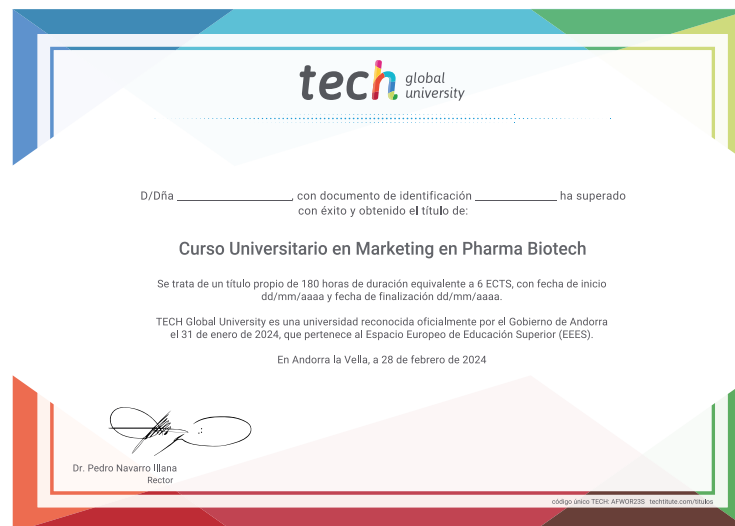 tech global university
D/Dña ____________________, con documento de identificación ______________ ha superado
con éxito y obtenido el título de:
Curso Universitario en Marketing en Pharma Biotech
Se trata de un título propio de 180 horas de duración equivalente a 6 ECTS, con fecha de inicio
dd/mm/aaaa y fecha de finalización dd/mm/aaaa.
TECH Global University es una universidad reconocida oficialmente por el Gobierno de Andorra
el 31 de enero de 2024, que pertenece al Espacio Europeo de Educación Superior (EEES).
En Andorra la Vella, a 28 de febrero de 2024
Dr. Pedro Navarro Illana
Rector
código único TECH: AFWOR23S techtitute.com/titulos